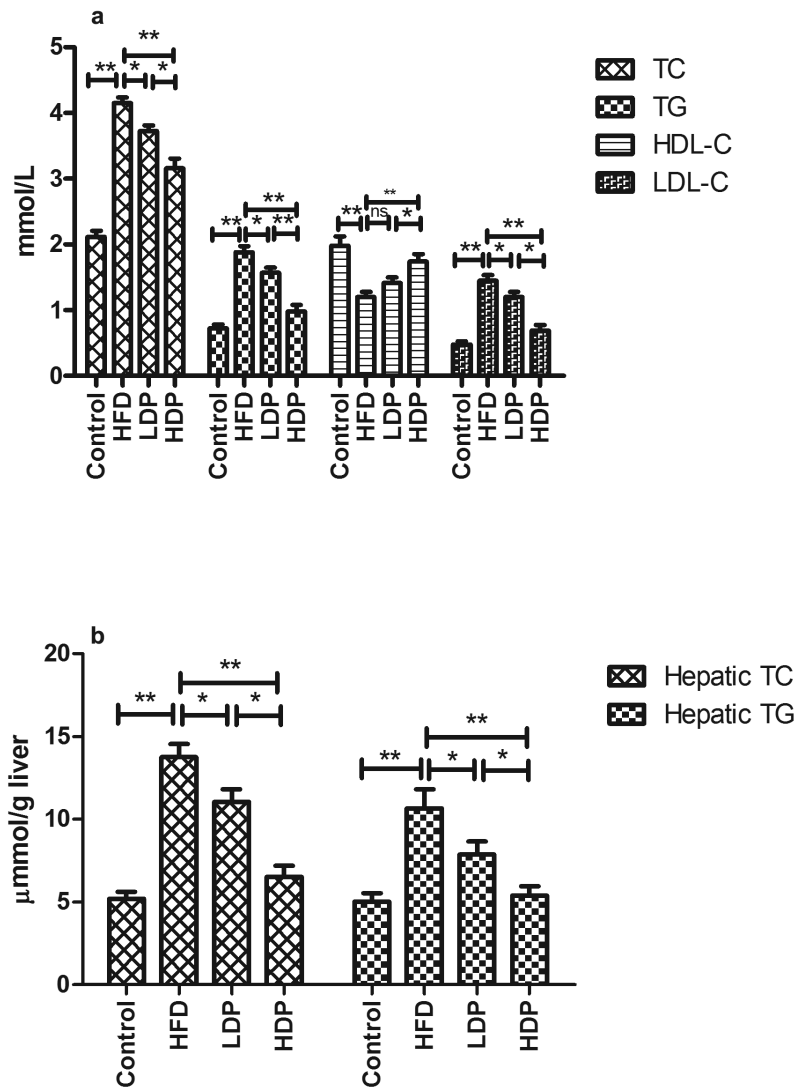 a
** 
** * *
** 
** * **
** 
** ns *
** 
** * *
5
4
3
2
1
0
mmol/L
TC
TG
HDL-C
LDL-C
Control HFD LDP HDP Control HFD LDP HDP Control HFD LDP HDP Control HFD LDP HDP
b
** 
** * *
** 
** * *
20
15
10
5
0
μmmol/g liver
Hepatic TC
Hepatic TG
Control HFD LDP HDP Control HFD LDP HDP